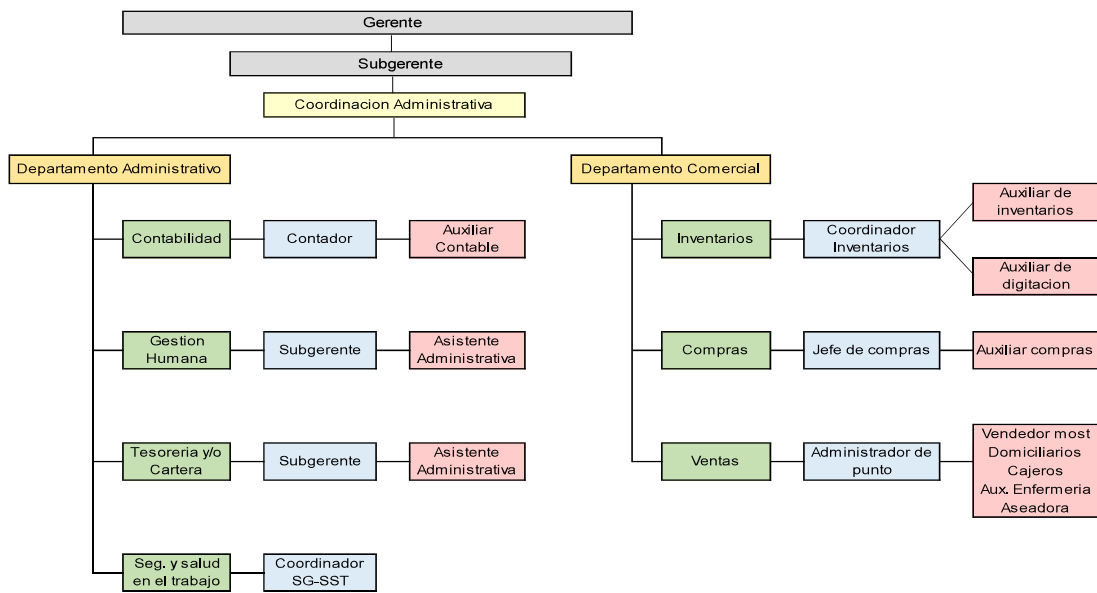 Gerente
Subgerente
Coordinacion Administrativa
Departamento Administrativo
Departamento Comercial
Contabilidad
Contador
Auxiliar
Contable
Gestion
Humana
Subgerente
Asistente
Administrativa
Tesoreria y/o
Cartera
Subgerente
Asistente
Administrativa
Seg. y salud
en el trabajo
Coordinador
SG-SST
Inventarios
Coordinador
Inventarios
Auxiliar de
inventarios
Auxiliar de
digitacion
Compras
Jefe de compras
Auxiliar compras
Ventas
Administrador de
punto
Vendedor most
Domiciliarios
Cajeros
Aux. Enfermeria
Aseadora